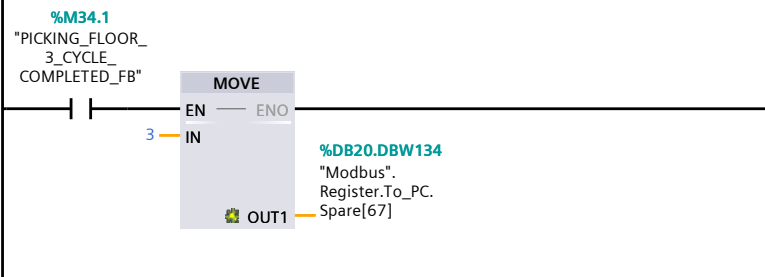 %M34.1
"PICKING_FLOOR_
3_CYCLE_
COMPLETED_FB"
MOVE
EN
ENO
3
IN
%DB20.DBW134
"Modbus".
Register.To_PC.
Spare[67]
OUT1